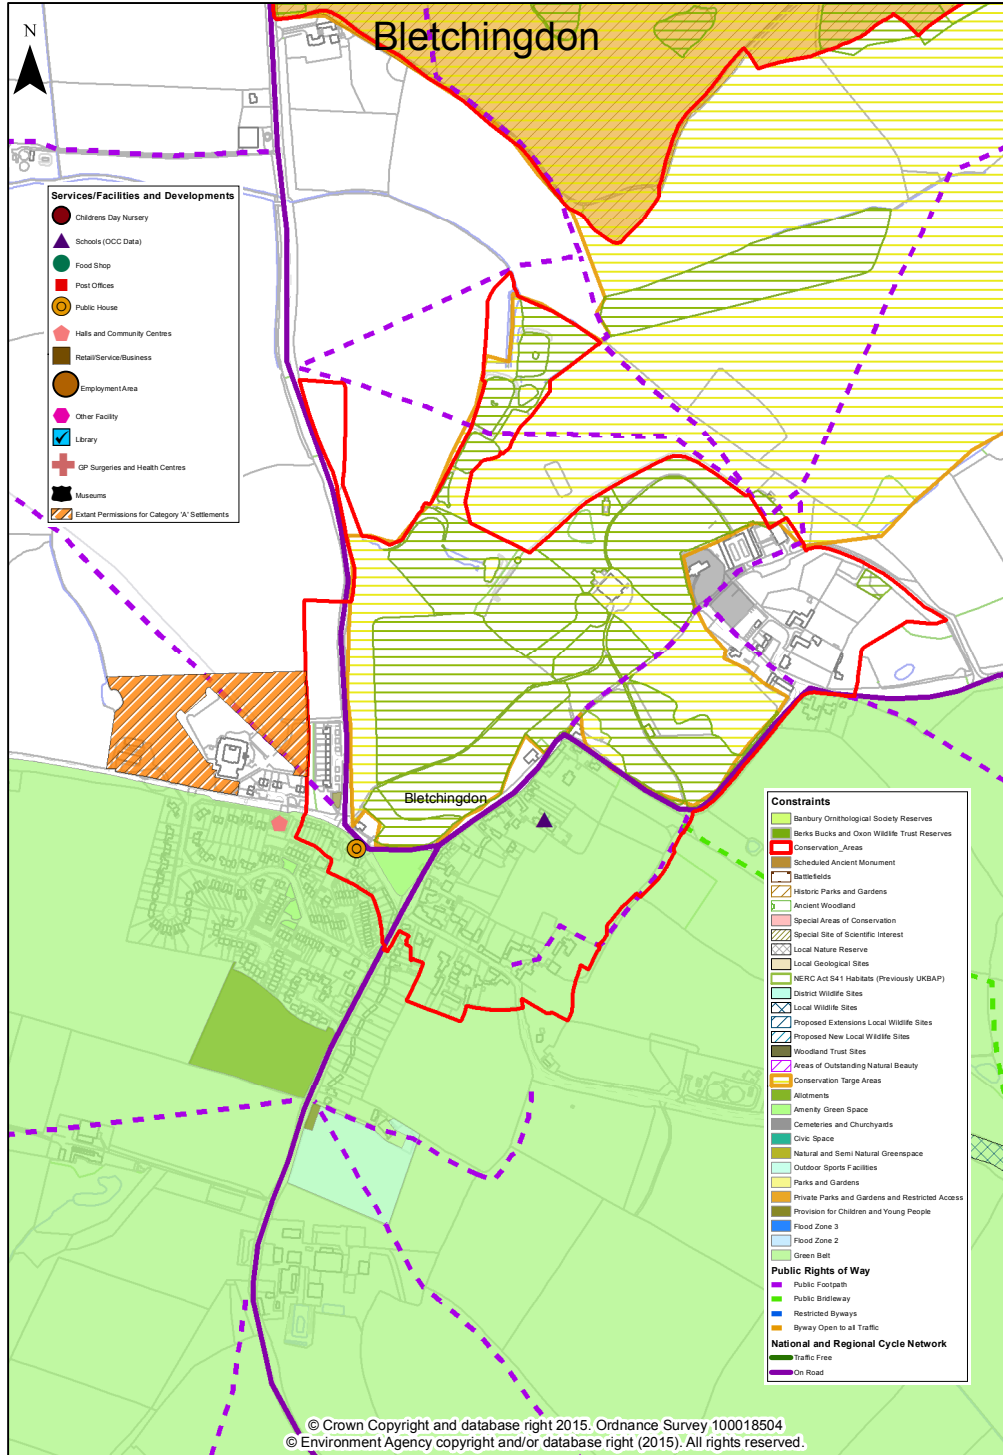 Bletchingdon
N
Services/Facilities and Developments
Childrens Day Nursery
Schools (OCC Data)
Food Shop
Post Offices
Public House
Halls and Community Centres
Retail/Service/Business
Employment Area
Other Facility
Library
GP Surgeries and Health Centres
Museums
Extant Permissions for Category 'A' Settlements
Bletchingdon
Constraints
Banbury Ornithological Society Reserves
Berks Bucks and Oxon Wildlife Trust Reserves
Conservation_Areas
Scheduled Ancient Monument
Battlefields
Historic Parks and Gardens
Ancient Woodland
Special Areas of Conservation
Special Site of Scientific Interest
Local Nature Reserve
Local Geological Sites
NERC Act S41 Habitats (Previously UKBAP)
District Wildlife Sites
Local Wildlife Sites
Proposed Extensions Local Wildlife Sites
Proposed New Local Wildlife Sites
Woodland Trust Sites
Areas of Outstanding Natural Beauty
Conservation Targe Areas
Allotments
Amenity Green Space
Cemeteries and Churchyards
Civic Space
Natural and Semi Natural Greenspace
Outdoor Sports Facilities
Parks and Gardens
Private Parks and Gardens and Restricted Access
Provision for Children and Young People
Flood Zone 3
Flood Zone 2
Green Belt
Public Rights of Way
Public Footpath
Public Bridleway
Restricted Byways
Byway Open to all Traffic
National and Regional Cycle Network
Traffic Free
On Road
© Crown Copyright and database right 2015. Ordnance Survey 100018504
© Environment Agency copyright and/or database right (2015). All rights reserved.